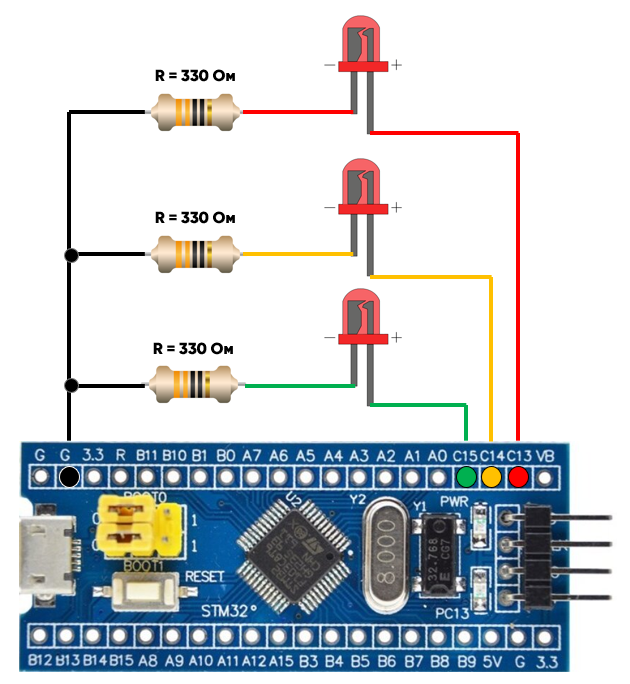 R = 330 Ом
− +
R = 330 Ом
− +
R = 330 Ом
− +
G G 3.3 R B11 B10 B1 B0 A7 A6 A5 A4 A3 A2 A1 A0 C15 C14 C13 VB
BOOT0
U2
Y2
Y1
PWR
1
1
8.000
32.768
CG7
E
BOOT1
RESET
STM32°
PC13
B12 B13 B14 B15 A8 A9 A10 A11 A12 A15 B3 B4 B5 B6 B7 B8 B9 5V G 3.3